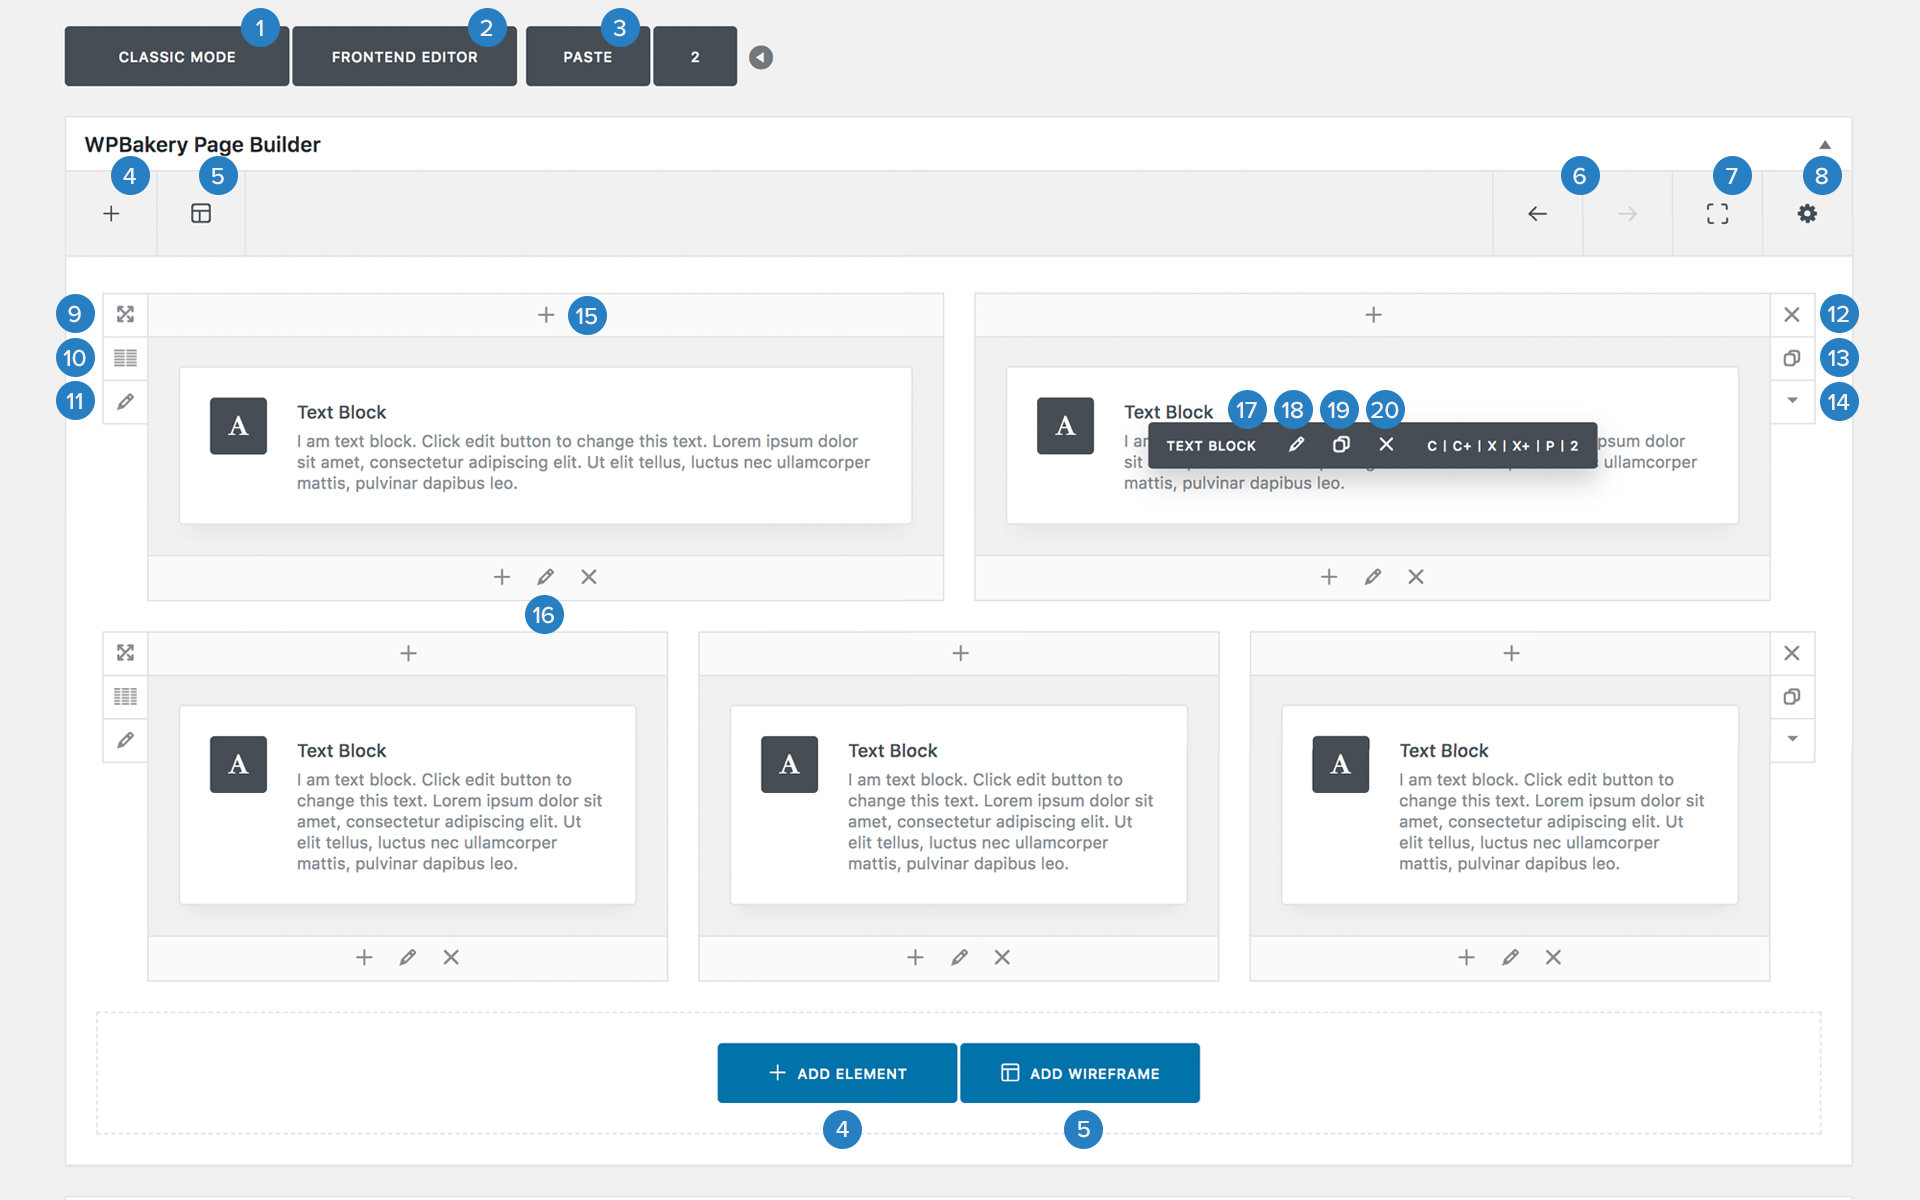 1
2
3
CLASSIC MODE
FRONTEND EDITOR
PASTE
2
WPBakery Page Builder
4
5
6
7
8
9
10
11
15
12
13
14
Text Block
I am text block. Click edit button to change this text. Lorem ipsum dolor
sit amet, consectetur adipiscing elit. Ut elit tellus, luctus nec ullamcorper
mattis, pulvinar dapibus leo.
Text Block
17
18
19
20
TEXT BLOCK
C | C+ | X | X+ | P | 2
I am
psum dolor
sit
ullamcorper
mattis, pulvinar dapibus leo.
16
Text Block
I am text block. Click edit button to
change this text. Lorem ipsum dolor sit
amet, consectetur adipiscing elit. Ut
elit tellus, luctus nec ullamcorper
mattis, pulvinar dapibus leo.
Text Block
I am text block. Click edit button to
change this text. Lorem ipsum dolor sit
amet, consectetur adipiscing elit. Ut
elit tellus, luctus nec ullamcorper
mattis, pulvinar dapibus leo.
Text Block
I am text block. Click edit button to
change this text. Lorem ipsum dolor sit
amet, consectetur adipiscing elit. Ut
elit tellus, luctus nec ullamcorper
mattis, pulvinar dapibus leo.
ADD ELEMENT
ADD WIREFRAME
4
5